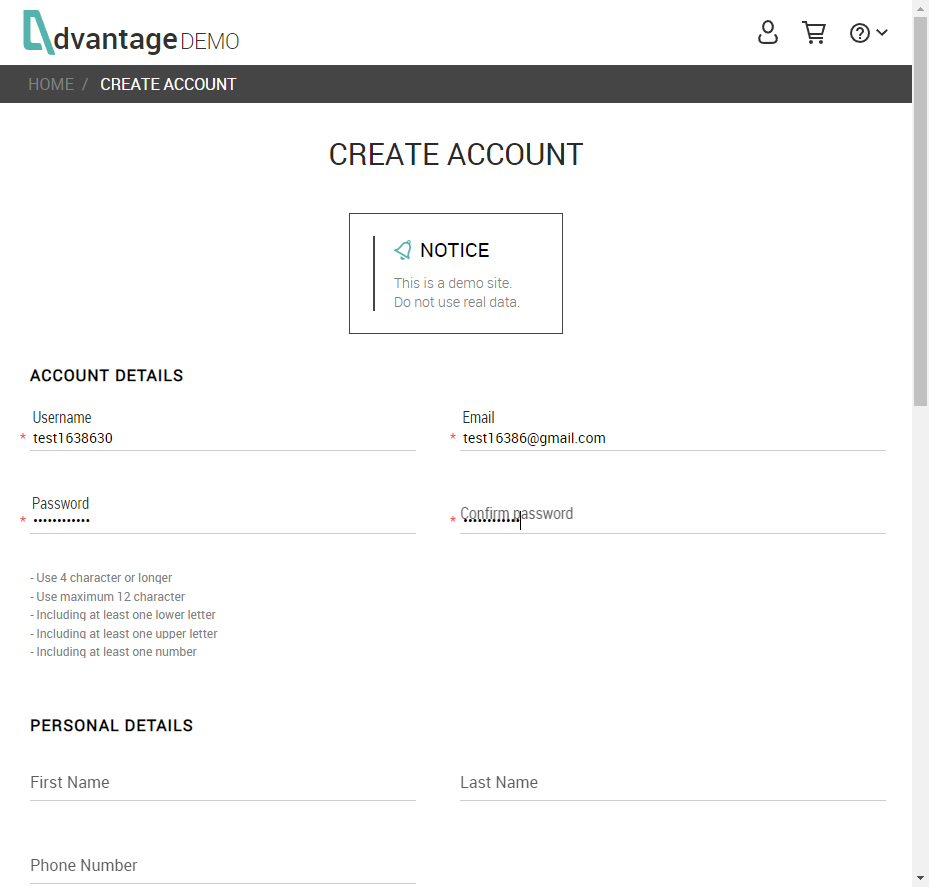 dvantage DEMO
HOME / CREATE ACCOUNT
CREATE ACCOUNT
NOTICE
This is a demo site.
Do not use real data.
ACCOUNT DETAILS
Username Email
* test1638630 * test16386@gmail.com
Password Confirm password
* •••••••••••• * ••••••••••••
- Use 4 character or longer
- Use maximum 12 character
- Including at least one lower letter
- Including at least one upper letter
- Including at least one number
PERSONAL DETAILS
First Name Last Name
Phone Number